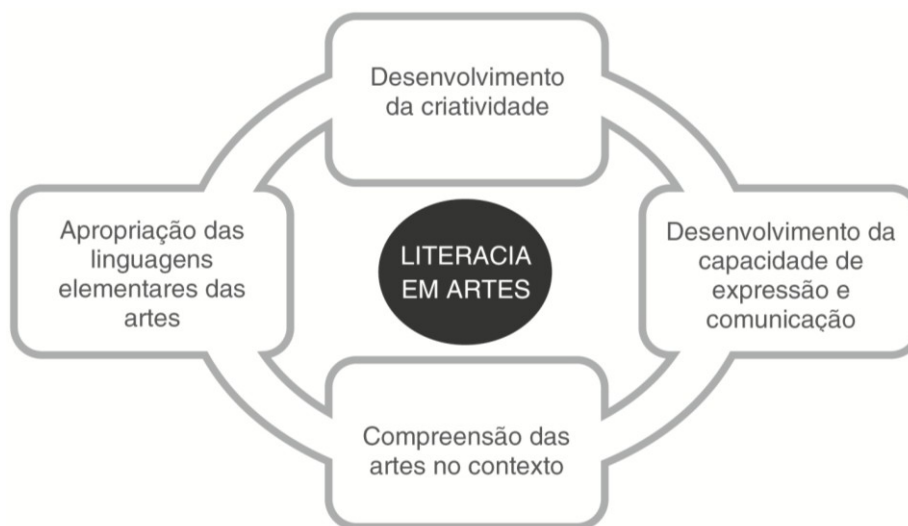 Desenvolvimento
da criatividade
Apropriação das
linguagens
elementares das
artes
LITERACIA
EM ARTES
Desenvolvimento da
capacidade de
expressão e
comunicação
Compreensão das
artes no contexto